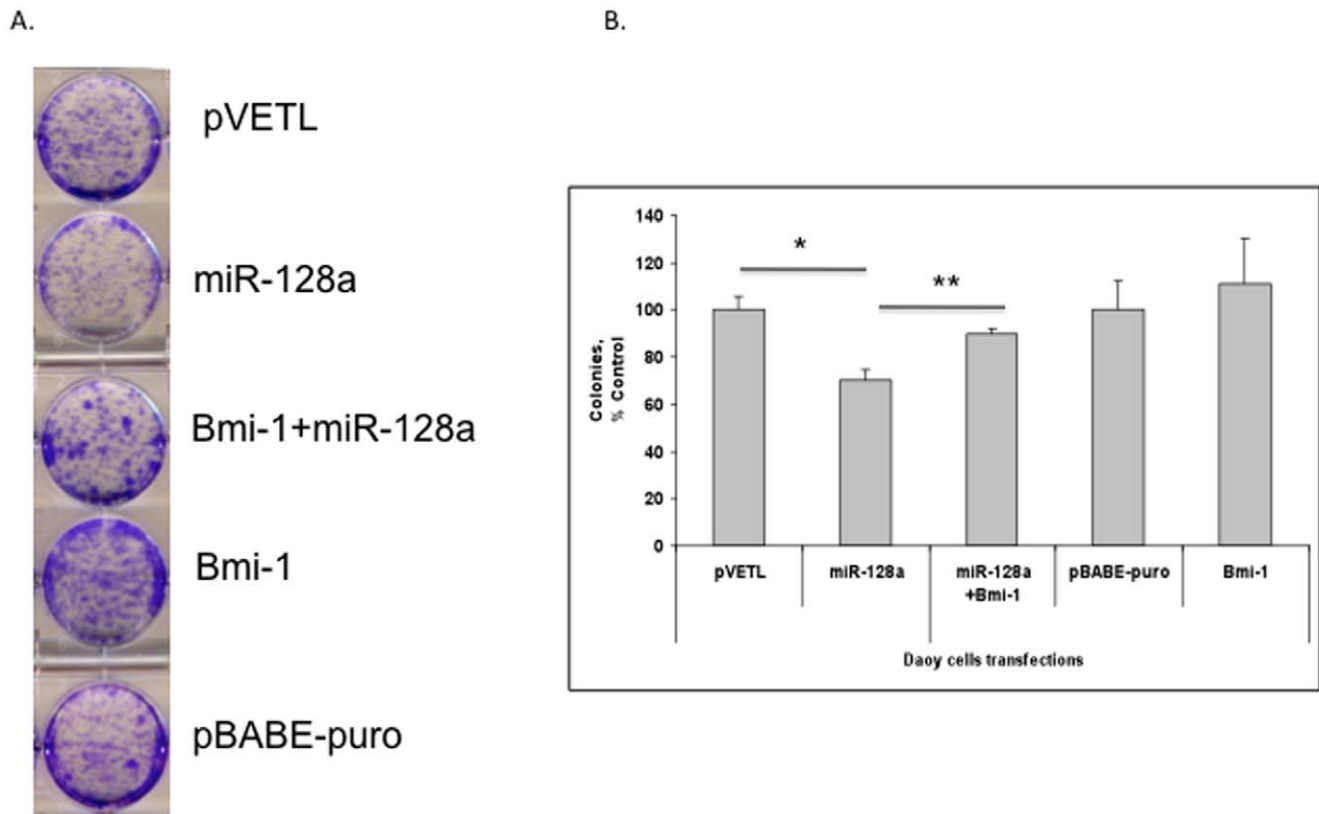 A.
B.
pVETL
miR-128a
Bmi-1+miR-128a
Bmi-1
pBABE-puro
140
120
100
80
60
40
20
0
Colonies,
% Control
*
**
pVETL
miR-128a
miR-128a
+Bmi-1
pBABE-puro
Bmi-1
Daoy cells transfections